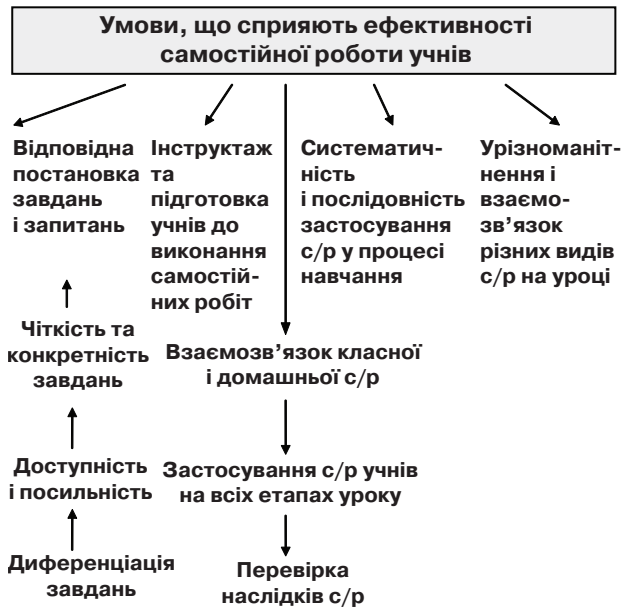 Умови, що сприяють ефективності
самостійної роботи учнів
Відповідна
постановка
завдань
і запитань
Інструктаж
та
підготовка
учнів до
виконання
самостій-
них робіт
Систематич-
ність
і послідовність
застосування
с/р у процесі
навчання
Урізноманіт-
нення і
взаємо-
зв’язок
різних видів
с/р на уроці
Чіткість та
конкретність
завдань
Взаємозв’язок класної
і домашньої с/р
Доступність
і посильність
Застосування с/р учнів
на всіх етапах уроку
Диференціація
завдань
Перевірка
наслідків с/р